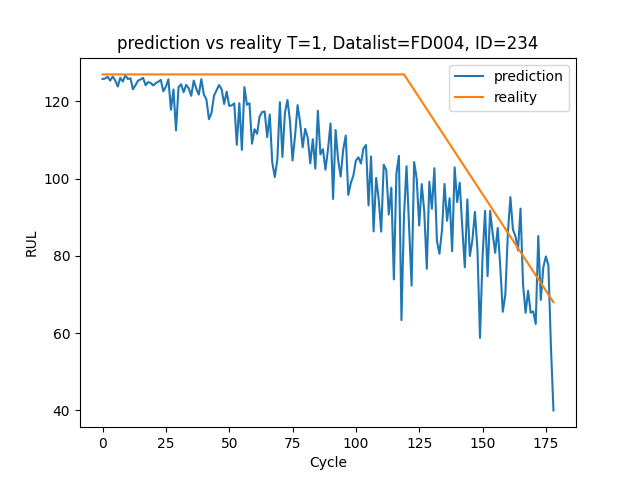 prediction vs reality T=1, Datalist=FD004, ID=234
prediction
reality
RUL
120
100
80
60
40
0 25 50 75 100 125 150 175
Cycle